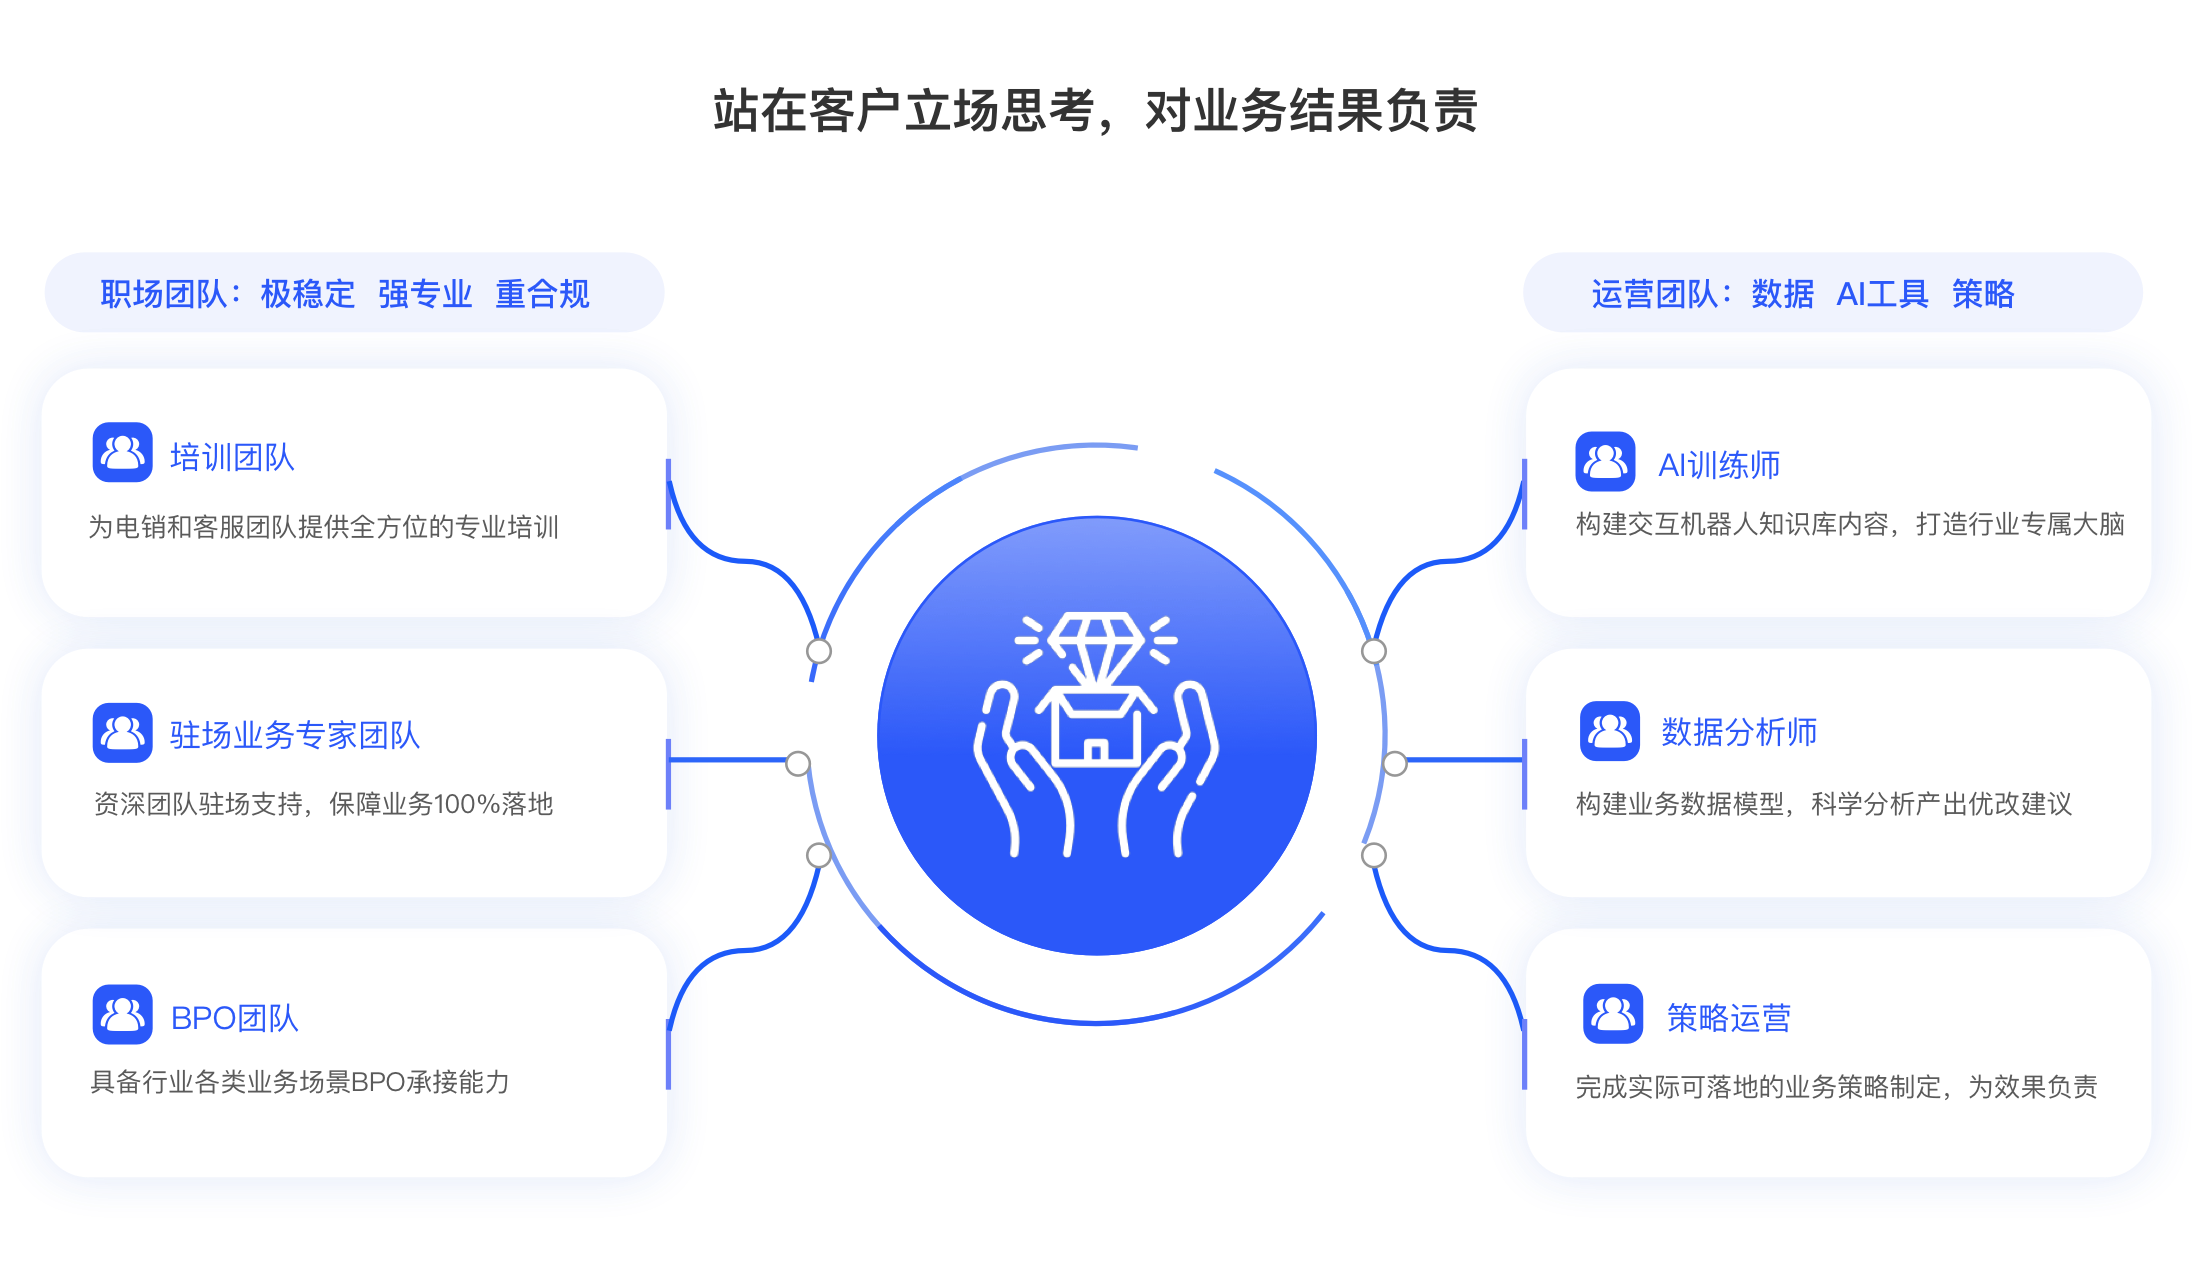 站在客户立场思考，对业务结果负责
职场团队：极稳定 强专业 重合规
培训团队
为电销和客服团队提供全方位的专业培训
驻场业务专家团队
资深团队驻场支持，保障业务100%落地
BPO团队
具备行业各类业务场景BPO承接能力
运营团队：数据 AI工具 策略
AI训练师
构建交互机器人知识库内容，打造行业专属大脑
数据分析师
构建业务数据模型，科学分析产出优改建议
策略运营
完成实际可落地的业务策略制定，为效果负责